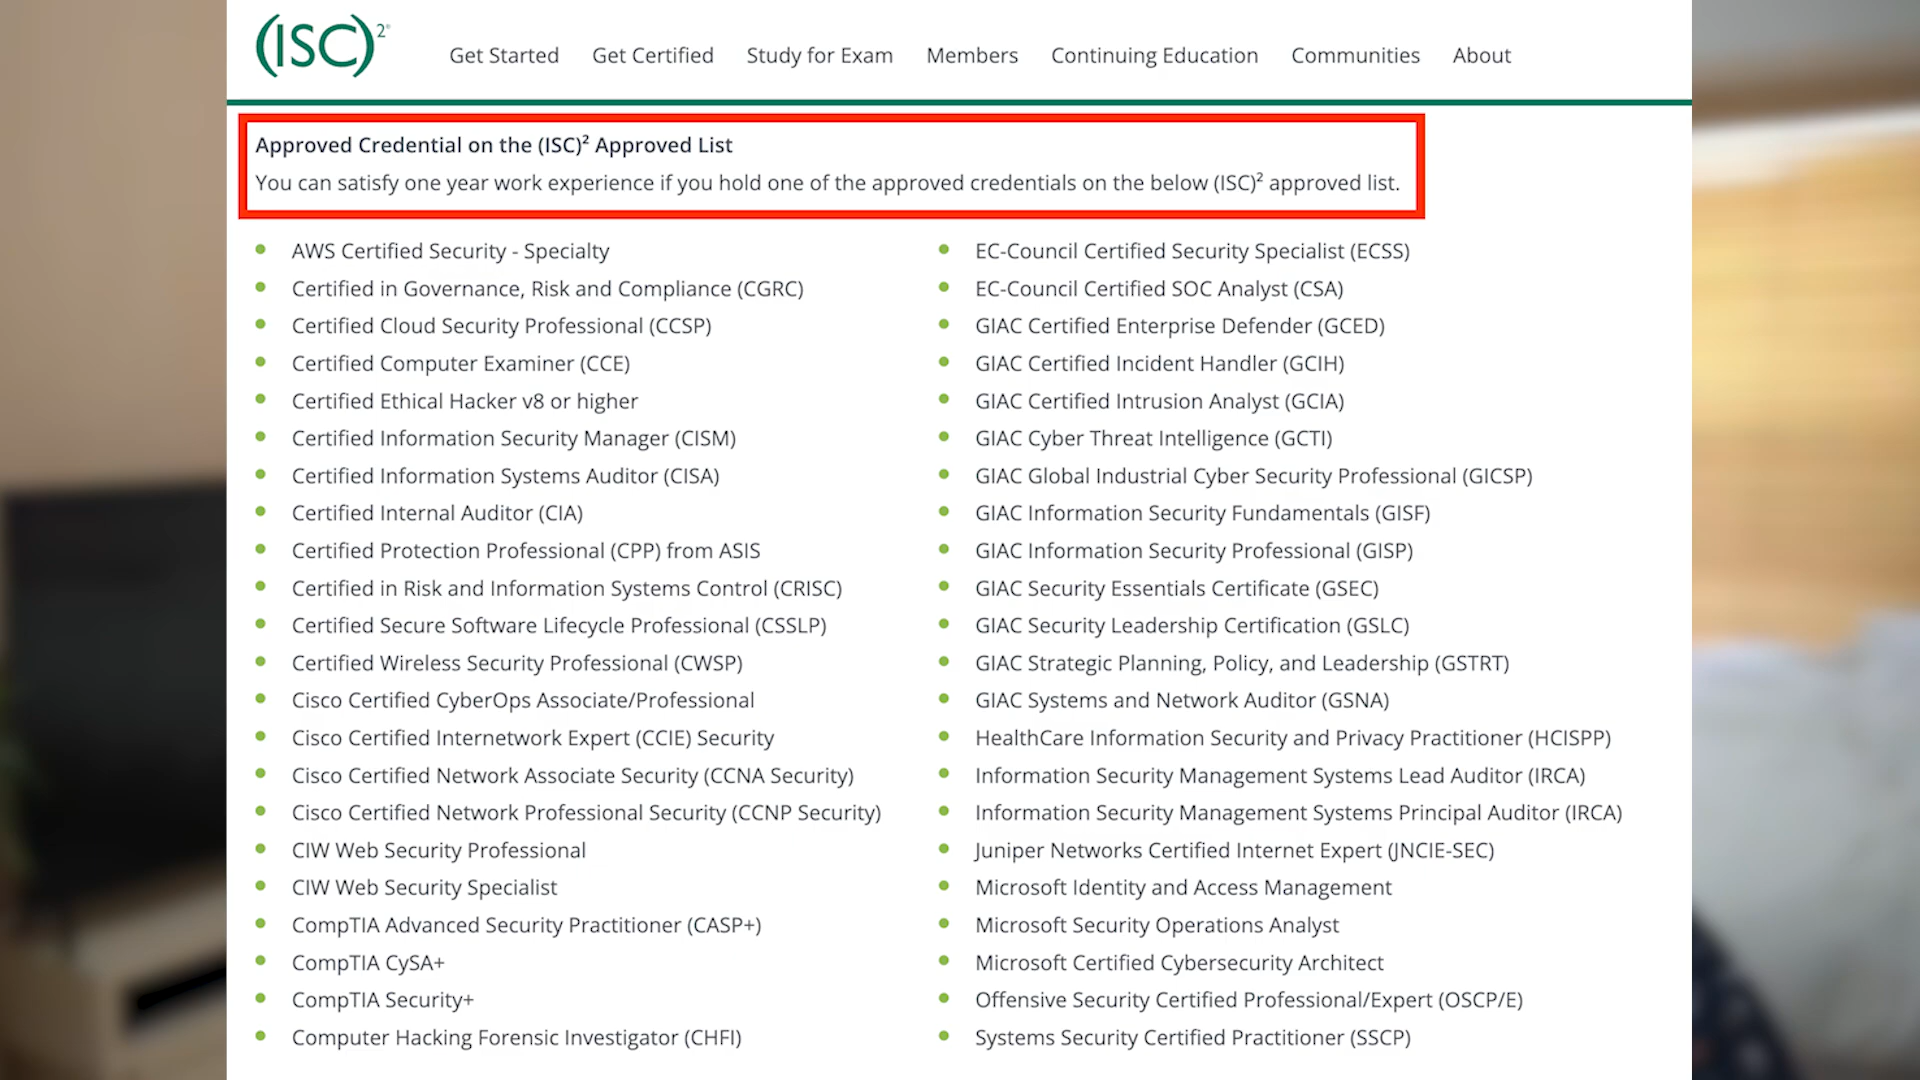 (ISC)²®
Get Started Get Certified Study for Exam Members Continuing Education Communities About
Approved Credential on the (ISC)² Approved List
You can satisfy one year work experience if you hold one of the approved credentials on the below (ISC)² approved list.
AWS Certified Security - Specialty
Certified in Governance, Risk and Compliance (CGRC)
Certified Cloud Security Professional (CCSP)
Certified Computer Examiner (CCE)
Certified Ethical Hacker v8 or higher
Certified Information Security Manager (CISM)
Certified Information Systems Auditor (CISA)
Certified Internal Auditor (CIA)
Certified Protection Professional (CPP) from ASIS
Certified in Risk and Information Systems Control (CRISC)
Certified Secure Software Lifecycle Professional (CSSLP)
Certified Wireless Security Professional (CWSP)
Cisco Certified CyberOps Associate/Professional
Cisco Certified Internetwork Expert (CCIE) Security
Cisco Certified Network Associate Security (CCNA Security)
Cisco Certified Network Professional Security (CCNP Security)
CIW Web Security Professional
CIW Web Security Specialist
CompTIA Advanced Security Practitioner (CASP+)
CompTIA CySA+
CompTIA Security+
Computer Hacking Forensic Investigator (CHFI)
EC-Council Certified Security Specialist (ECSS)
EC-Council Certified SOC Analyst (CSA)
GIAC Certified Enterprise Defender (GCED)
GIAC Certified Incident Handler (GCIH)
GIAC Certified Intrusion Analyst (GCIA)
GIAC Cyber Threat Intelligence (GCTI)
GIAC Global Industrial Cyber Security Professional (GICSP)
GIAC Information Security Fundamentals (GISF)
GIAC Information Security Professional (GISP)
GIAC Security Essentials Certificate (GSEC)
GIAC Security Leadership Certification (GSLC)
GIAC Strategic Planning, Policy, and Leadership (GSTRT)
GIAC Systems and Network Auditor (GSNA)
HealthCare Information Security and Privacy Practitioner (HCISPP)
Information Security Management Systems Lead Auditor (IRCA)
Information Security Management Systems Principal Auditor (IRCA)
Juniper Networks Certified Internet Expert (JNCIE-SEC)
Microsoft Identity and Access Management
Microsoft Security Operations Analyst
Microsoft Certified Cybersecurity Architect
Offensive Security Certified Professional/Expert (OSCP/E)
Systems Security Certified Practitioner (SSCP)